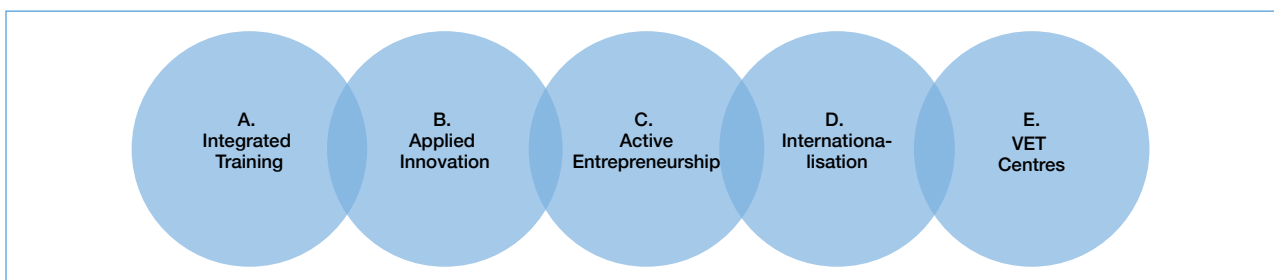 A.
Integrated
Training
B.
Applied
Innovation
C.
Active
Entrepreneurship
D.
Internationa-
lisation
E.
VET
Centres